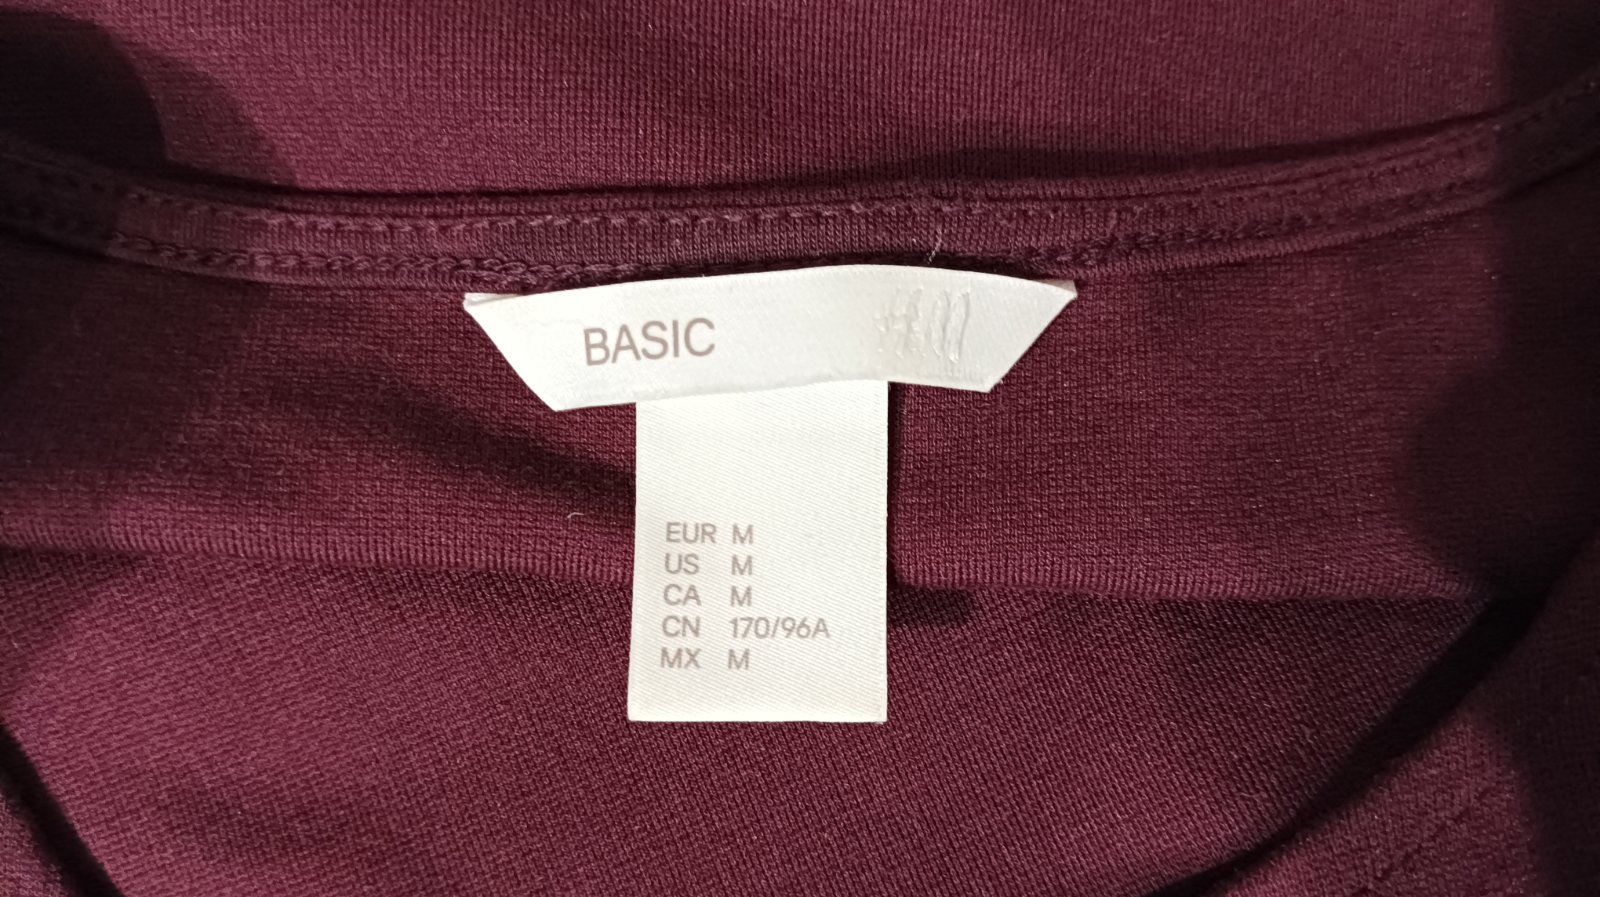 BASIC
EUR M
US M
CA M
CN 170/96A
MX M